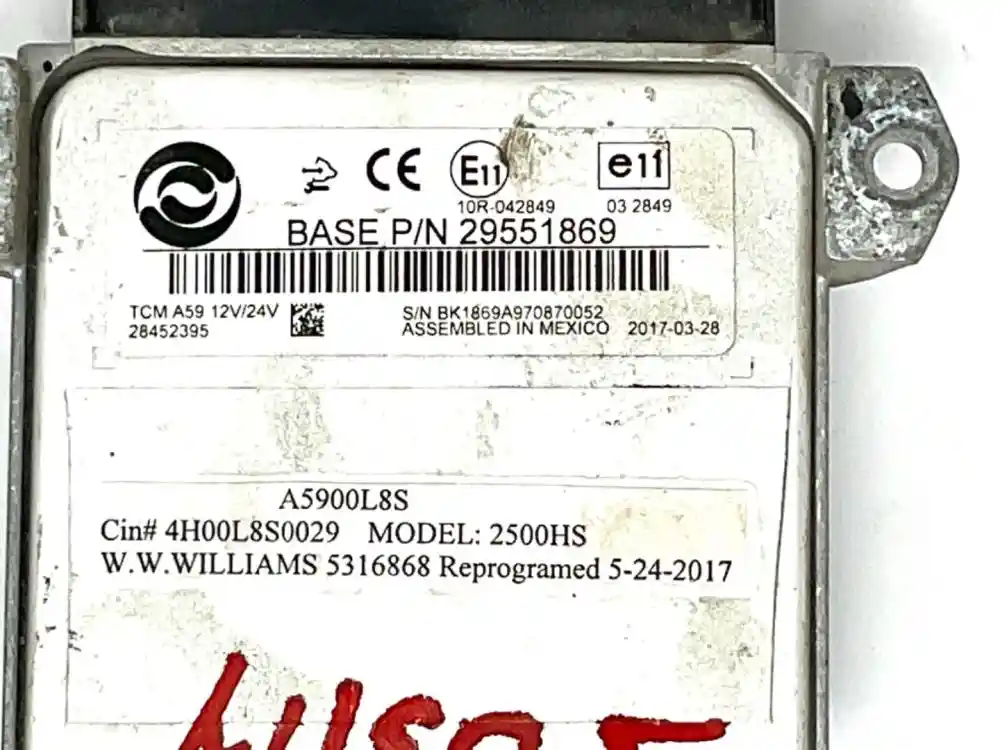 CE E11 e11
10R-042849 03 2849
BASE P/N 29551869
TCM A59 12V/24V S/N BK1869A970870052
28452395 ASSEMBLED IN MEXICO 2017-03-28
A5900L8S
Cin# 4H00L8S0029 MODEL: 2500HS
W.W.WILLIAMS 5316868 Reprogramed 5-24-2017